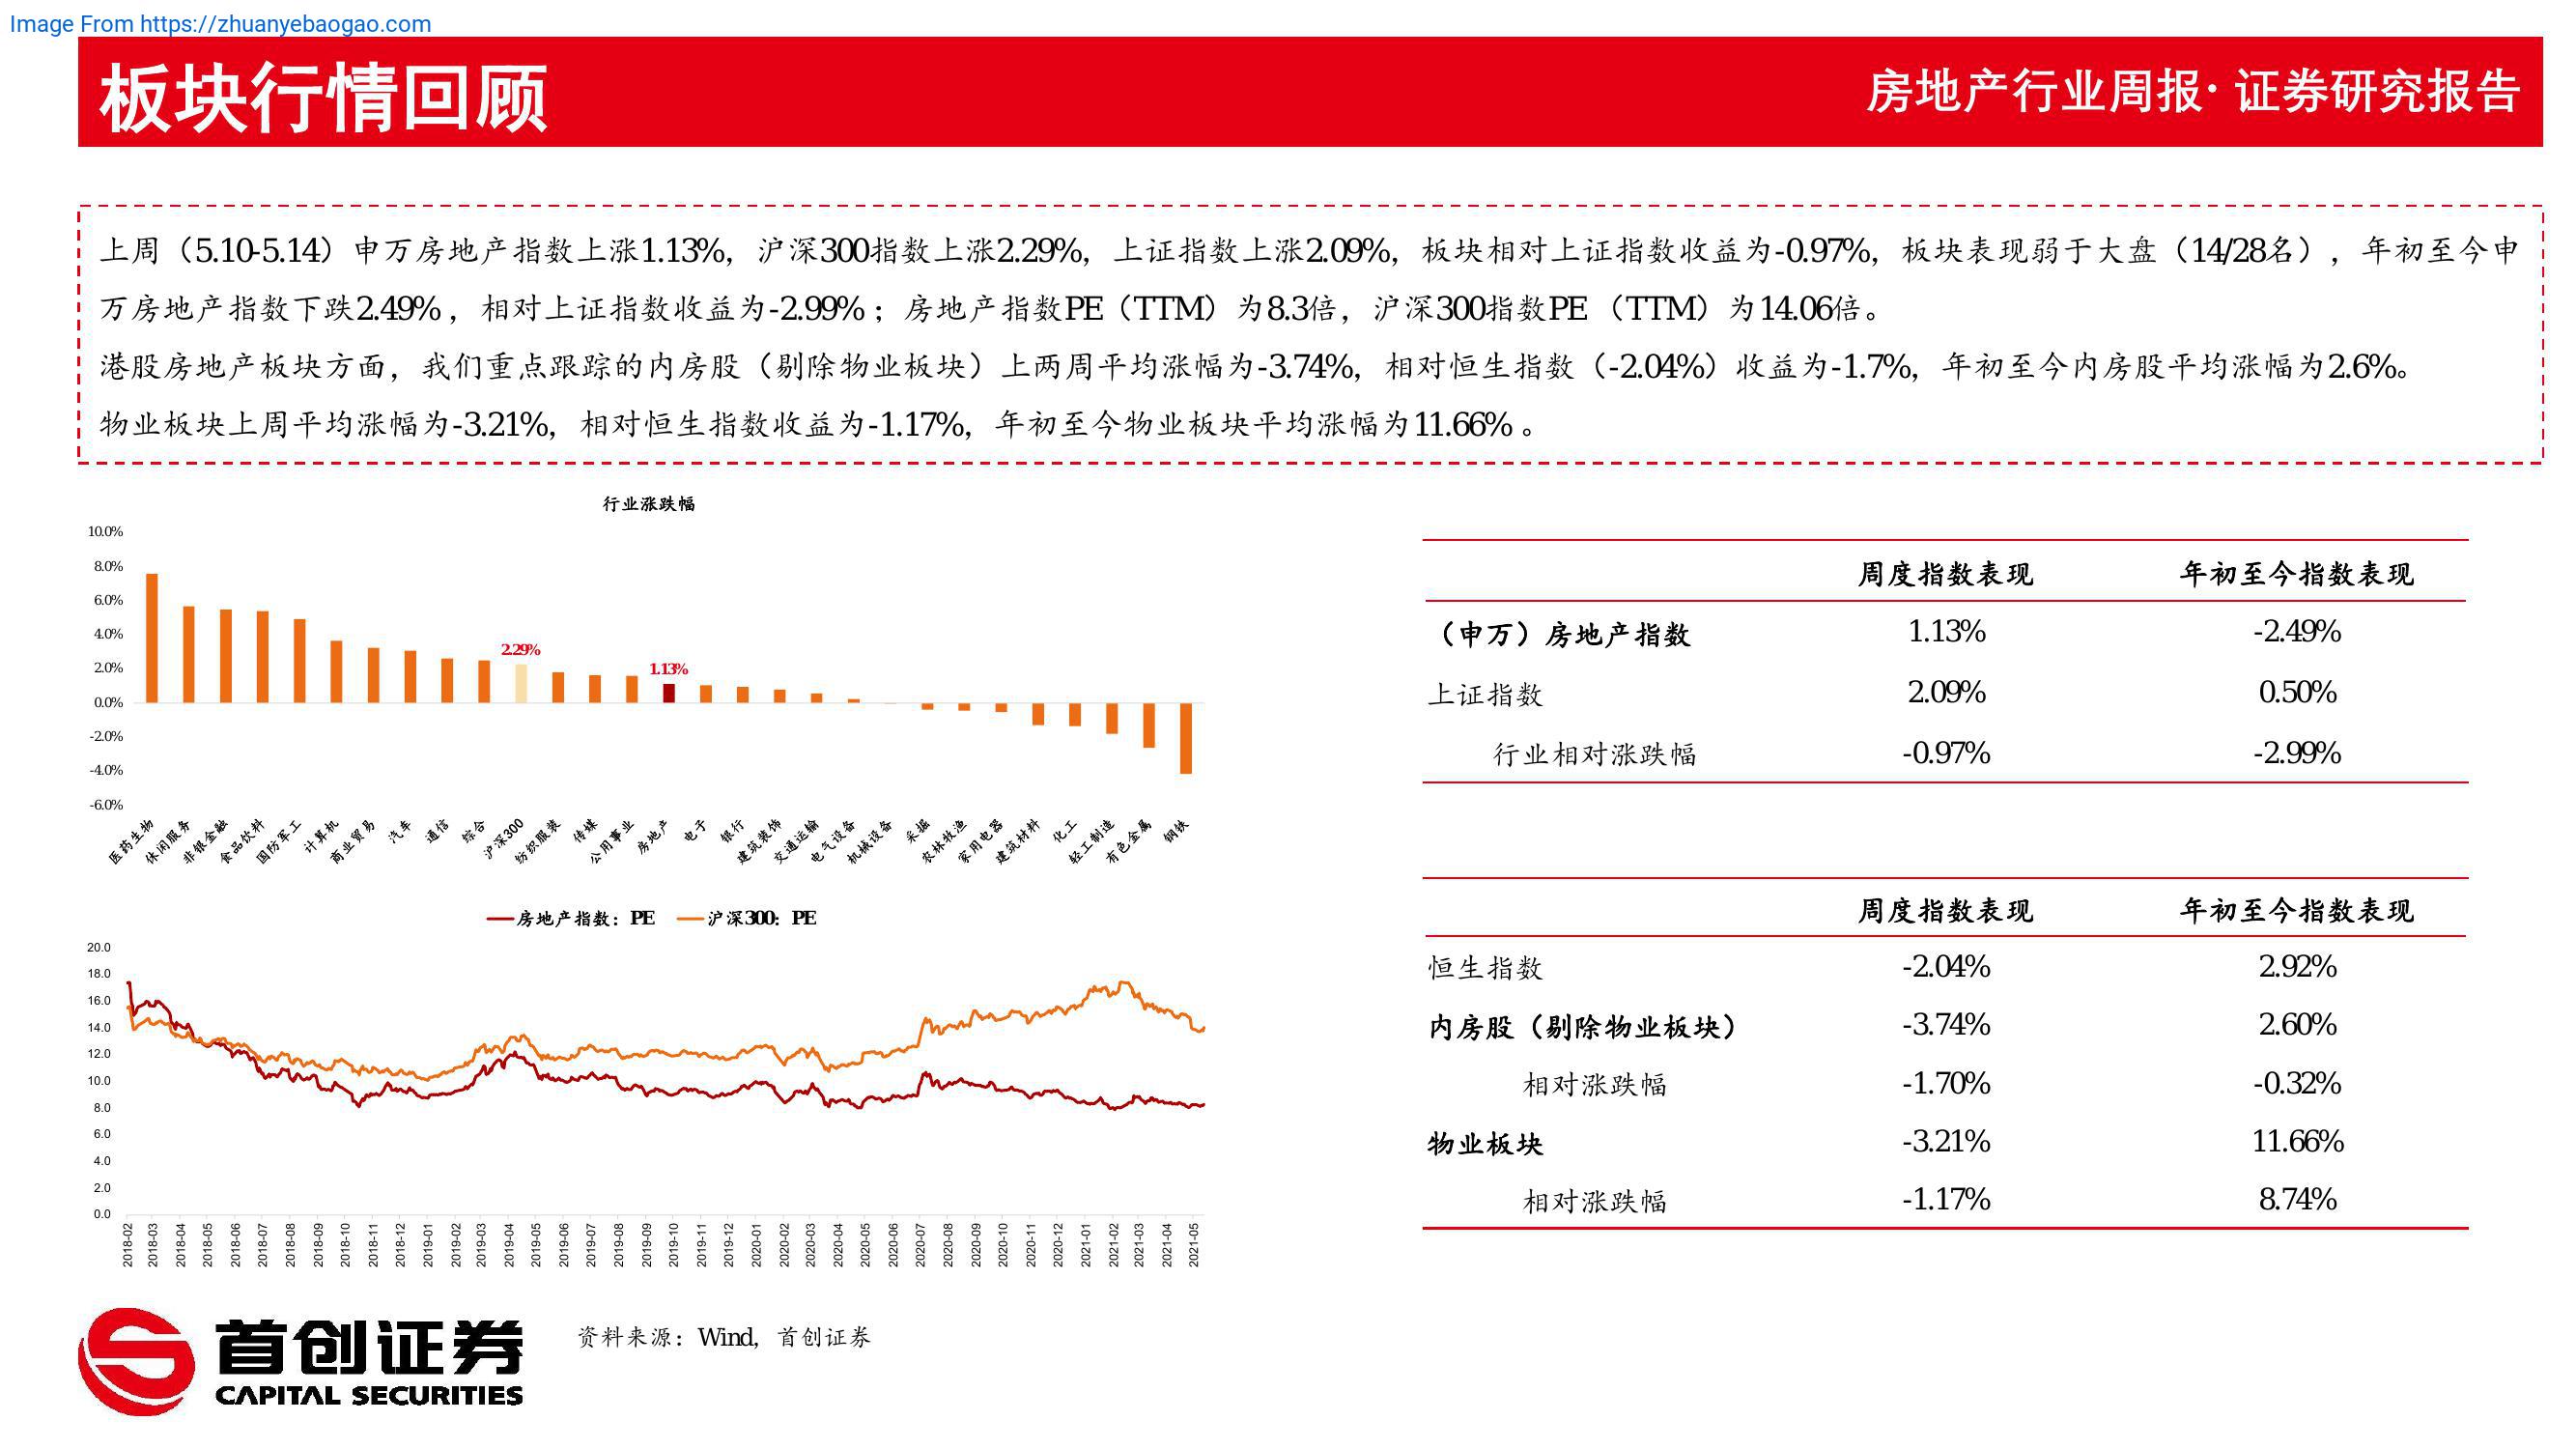 Image From https://zhuanyebaogao.com
板块行情回顾
房地产行业周报· 证券研究报告
上周（5.10-5.14）申万房地产指数上涨1.13%，沪深300指数上涨2.29%，上证指数上涨2.09%，板块相对上证指数收益为-0.97%，板块表现弱于大盘（14/28名），年初至今申
万房地产指数下跌2.49%，相对上证指数收益为-2.99%；房地产指数PE（TTM）为8.3倍，沪深300指数PE（TTM）为14.06倍。
港股房地产板块方面，我们重点跟踪的内房股（剔除物业板块）上两周平均涨幅为-3.74%，相对恒生指数（-2.04%）收益为-1.7%，年初至今内房股平均涨幅为2.6%。
物业板块上周平均涨幅为-3.21%，相对恒生指数收益为-1.17%，年初至今物业板块平均涨幅为11.66%。
行业涨跌幅
10.0%
8.0%
6.0%
4.0%
2.0%
0.0%
-2.0%
-4.0%
-6.0%
2.29%
1.13%
医药生物 休闲服务 非银金融 食品饮料 国防军工 计算机 商业贸易 汽车 通信 综合 沪深300 纺织服装 传媒 公用事业 房地产 电子 银行 建筑装饰 交通运输 电气设备 机械设备 采掘 农林牧渔 家用电器 建筑材料 化工 轻工制造 有色金属 钢铁
房地产指数：PE 沪深300：PE
20.0
18.0
16.0
14.0
12.0
10.0
8.0
6.0
4.0
2.0
0.0
2018-02 2018-03 2018-04 2018-05 2018-06 2018-07 2018-08 2018-09 2018-10 2018-11 2018-12 2019-01 2019-02 2019-03 2019-04 2019-05 2019-06 2019-07 2019-08 2019-09 2019-10 2019-11 2019-12 2020-01 2020-02 2020-03 2020-04 2020-05 2020-06 2020-07 2020-08 2020-09 2020-10 2020-11 2020-12 2021-01 2021-02 2021-03 2021-04 2021-05
周度指数表现 年初至今指数表现
（申万）房地产指数 1.13% -2.49%
上证指数 2.09% 0.50%
行业相对涨跌幅 -0.97% -2.99%
周度指数表现 年初至今指数表现
恒生指数 -2.04% 2.92%
内房股（剔除物业板块） -3.74% 2.60%
相对涨跌幅 -1.70% -0.32%
物业板块 -3.21% 11.66%
相对涨跌幅 -1.17% 8.74%
首创证券
CAPITAL SECURITIES
资料来源：Wind，首创证券